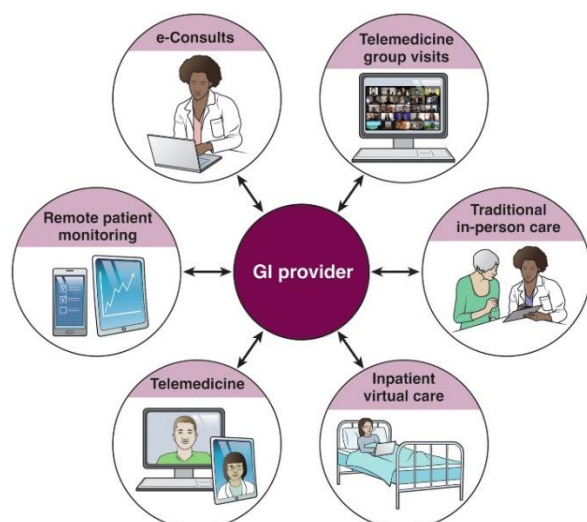 e-Consults
Telemedicine
group visits
Remote patient
monitoring
GI provider
Traditional
in-person care
Telemedicine
Inpatient
virtual care